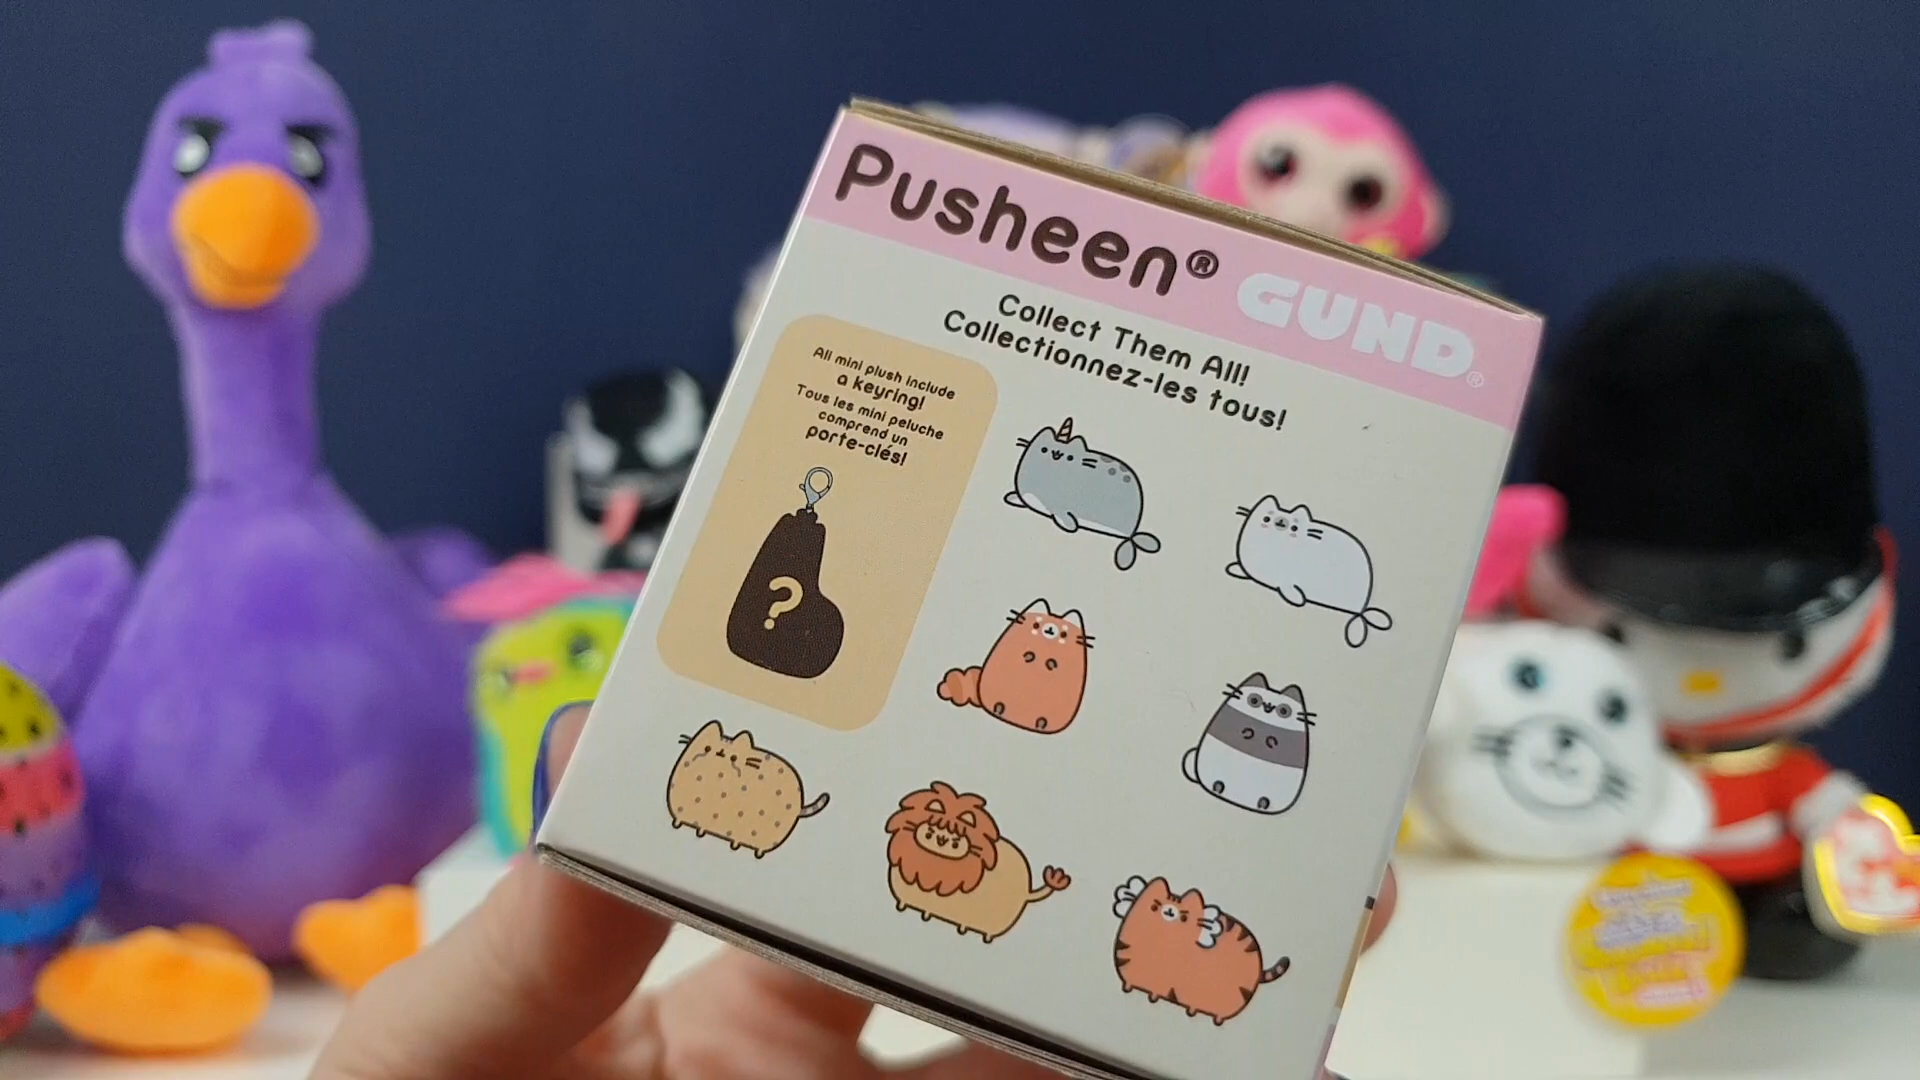 Pusheen® GUND®
Collect Them All!
Collectionnez-les tous!
All mini plush include
a keyring!
Tous les mini peluche
comprend un
porte-clés!
?